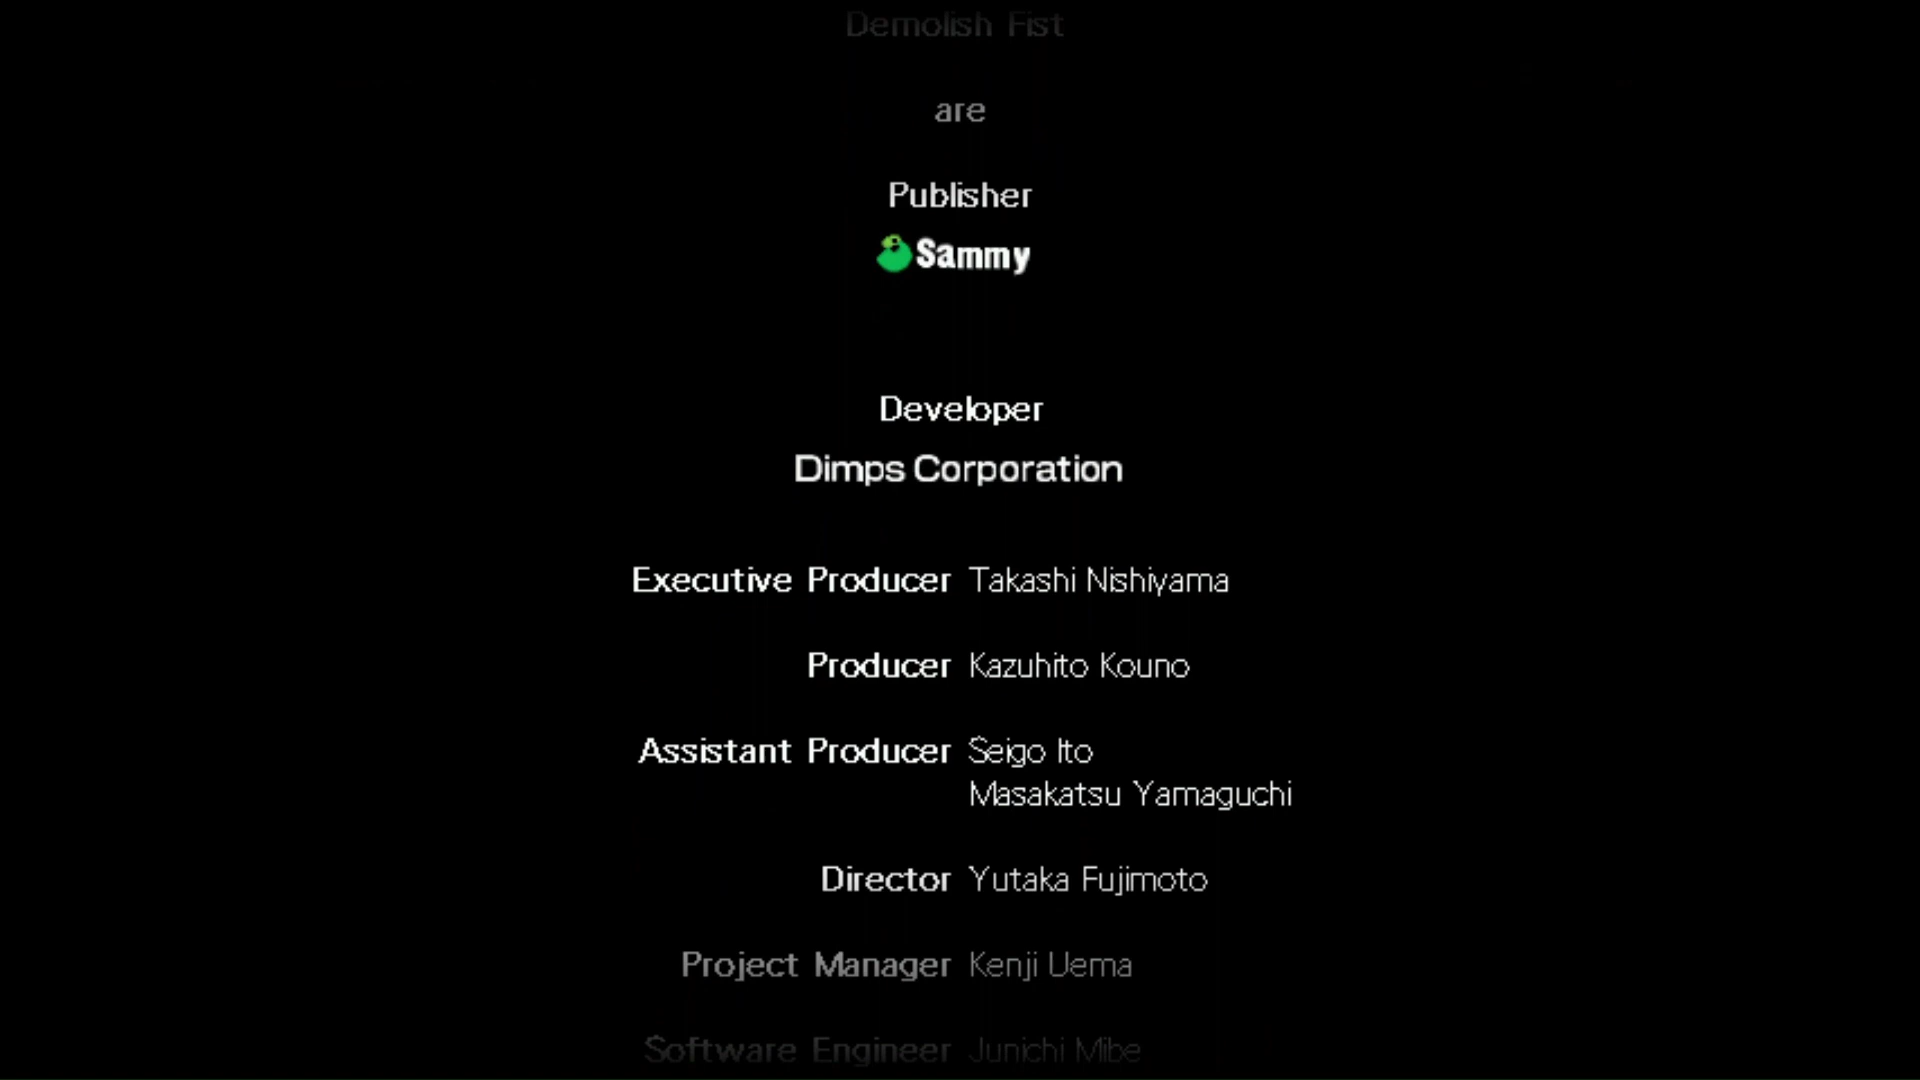 Demolish Fist
are
Publisher
Sammy
Developer
Dimps Corporation
Executive Producer Takashi Nishiyama
Producer Kazuhito Kouno
Assistant Producer Seigo Ito
Masakatsu Yamaguchi
Director Yutaka Fujimoto
Project Manager Kenji Uema
Software Engineer Junichi Mibe